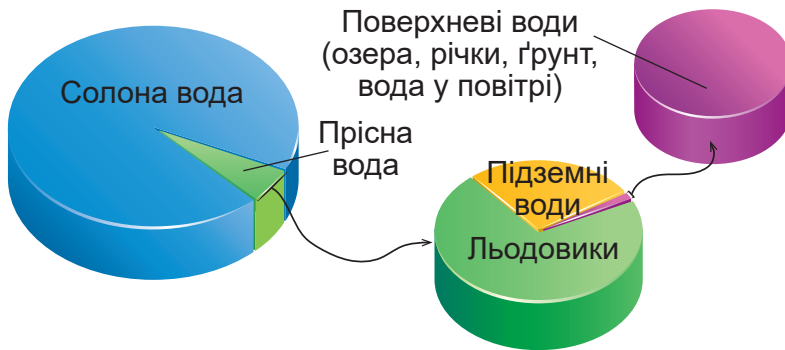 Солона вода
Прісна
вода
Поверхневі води
(озера, річки, ґрунт,
вода у повітрі)
Підземні
води
Льодовики